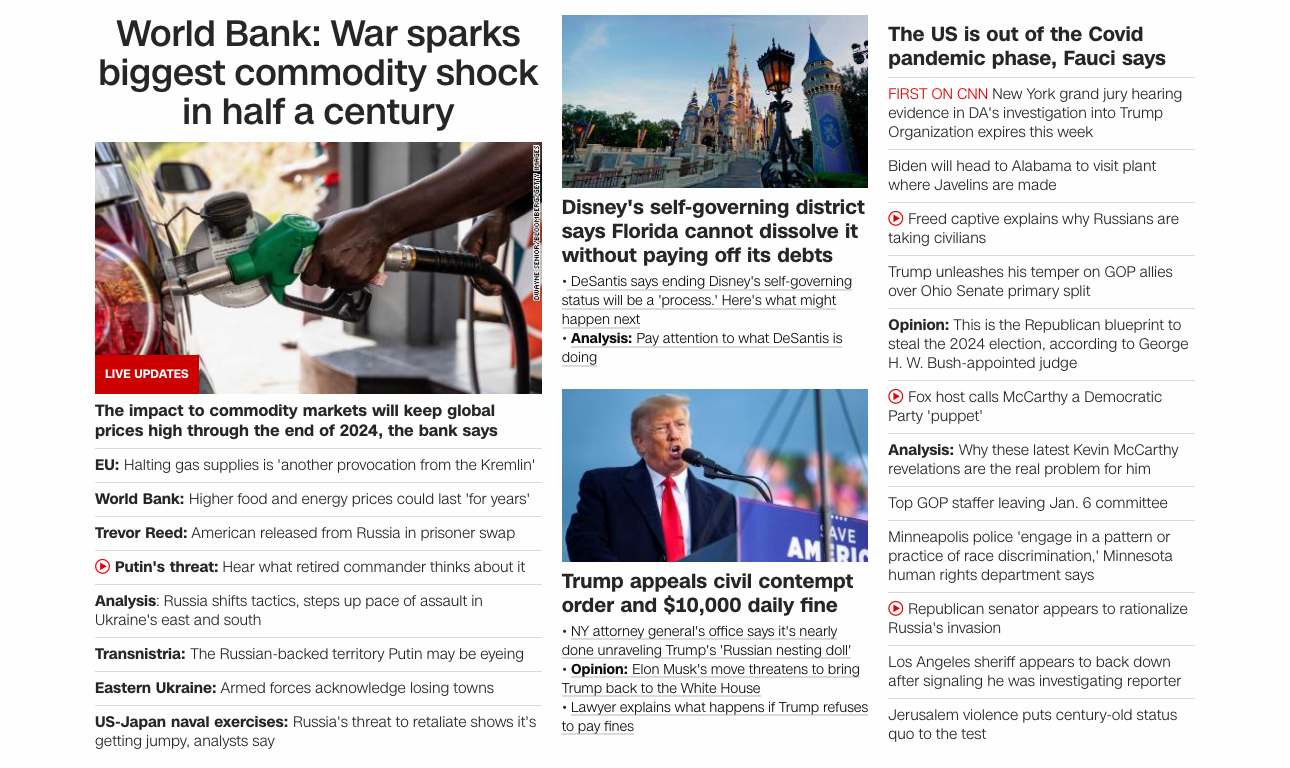 World Bank: War sparks
biggest commodity shock
in half a century
DWAYNE SENIOR/BLOOMBERG/GETTY IMAGES
LIVE UPDATES
The impact to commodity markets will keep global
prices high through the end of 2024, the bank says
EU: Halting gas supplies is 'another provocation from the Kremlin'
World Bank: Higher food and energy prices could last 'for years'
Trevor Reed: American released from Russia in prisoner swap
Putin's threat: Hear what retired commander thinks about it
Analysis: Russia shifts tactics, steps up pace of assault in
Ukraine's east and south
Transnistria: The Russian-backed territory Putin may be eyeing
Eastern Ukraine: Armed forces acknowledge losing towns
US-Japan naval exercises: Russia's threat to retaliate shows it's
getting jumpy, analysts say
Disney's self-governing district
says Florida cannot dissolve it
without paying off its debts
• DeSantis says ending Disney's self-governing
status will be a 'process.' Here's what might
happen next
• Analysis: Pay attention to what DeSantis is
doing
SAVE
AMERIC
Trump appeals civil contempt
order and $10,000 daily fine
• NY attorney general's office says it's nearly
done unraveling Trump's 'Russian nesting doll'
• Opinion: Elon Musk's move threatens to bring
Trump back to the White House
• Lawyer explains what happens if Trump refuses
to pay fines
The US is out of the Covid
pandemic phase, Fauci says
FIRST ON CNN New York grand jury hearing
evidence in DA's investigation into Trump
Organization expires this week
Biden will head to Alabama to visit plant
where Javelins are made
Freed captive explains why Russians are
taking civilians
Trump unleashes his temper on GOP allies
over Ohio Senate primary split
Opinion: This is the Republican blueprint to
steal the 2024 election, according to George
H. W. Bush-appointed judge
Fox host calls McCarthy a Democratic
Party 'puppet'
Analysis: Why these latest Kevin McCarthy
revelations are the real problem for him
Top GOP staffer leaving Jan. 6 committee
Minneapolis police 'engage in a pattern or
practice of race discrimination,' Minnesota
human rights department says
Republican senator appears to rationalize
Russia's invasion
Los Angeles sheriff appears to back down
after signaling he was investigating reporter
Jerusalem violence puts century-old status
quo to the test